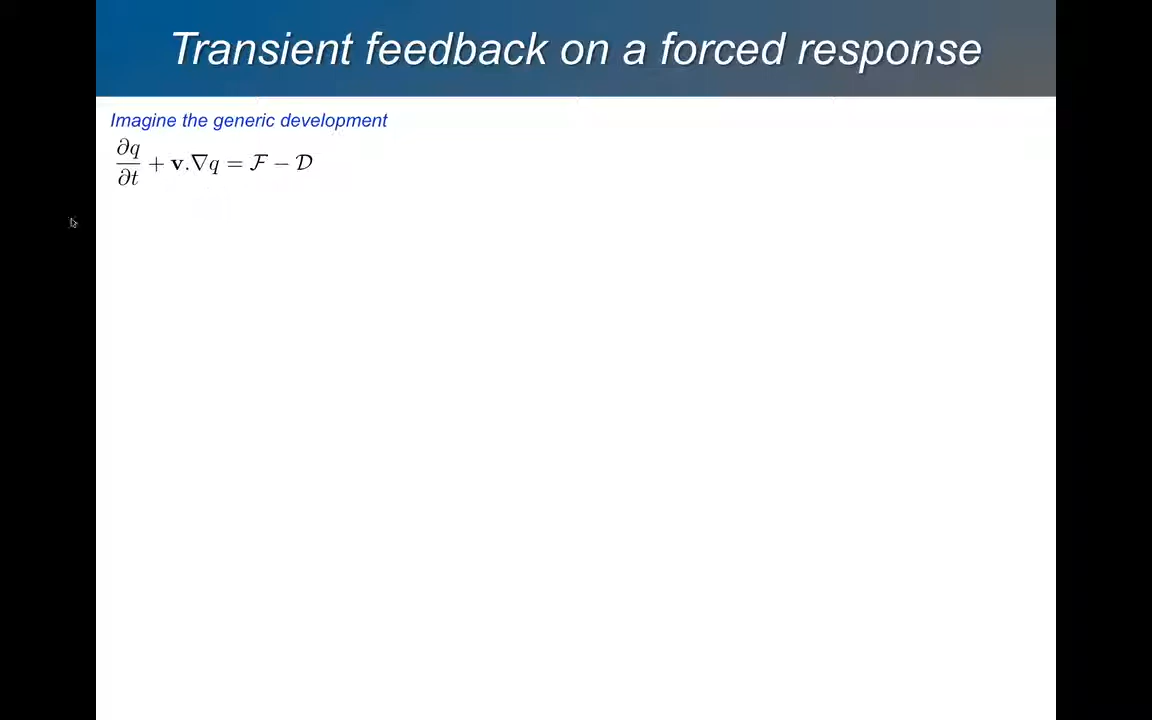 Transient feedback on a forced response
Imagine the generic development
∂q/∂t + v.∇q = ℱ − 𝒟